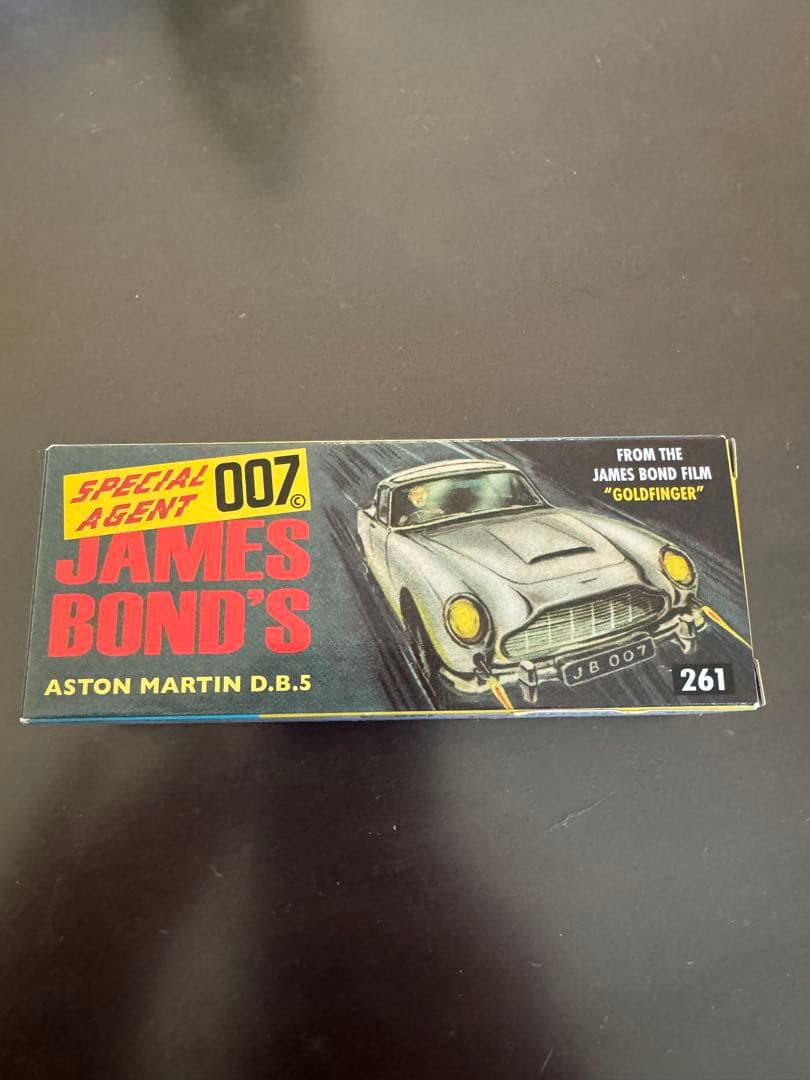 SPECIAL
AGENT 007©
JAMES
BOND'S
ASTON MARTIN D.B.5
FROM THE
JAMES BOND FILM
"GOLDFINGER"
JB 007
261